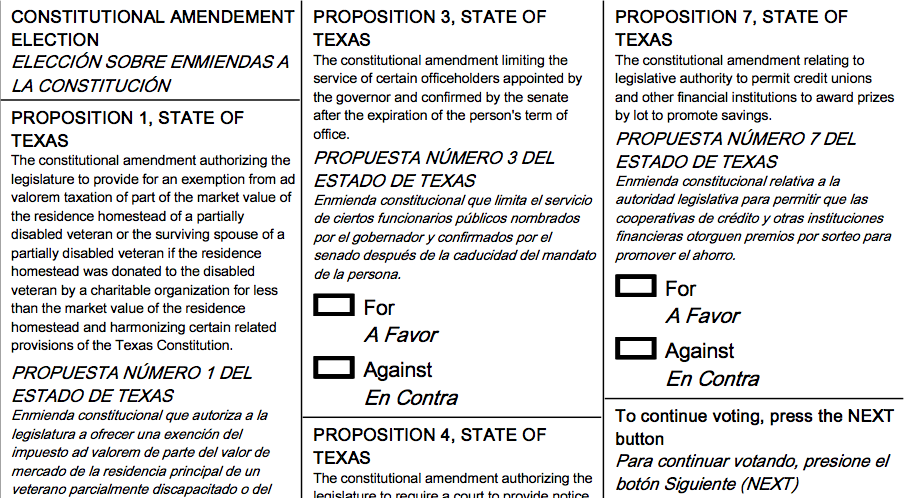 CONSTITUTIONAL AMENDEMENT
ELECTION
ELECCIÓN SOBRE ENMIENDAS A
LA CONSTITUCIÓN
PROPOSITION 1, STATE OF
TEXAS
The constitutional amendment authorizing the
legislature to provide for an exemption from ad
valorem taxation of part of the market value of
the residence homestead of a partially
disabled veteran or the surviving spouse of a
partially disabled veteran if the residence
homestead was donated to the disabled
veteran by a charitable organization for less
than the market value of the residence
homestead and harmonizing certain related
provisions of the Texas Constitution.
PROPUESTA NÚMERO 1 DEL
ESTADO DE TEXAS
Enmienda constitucional que autoriza a la
legislatura a ofrecer una exención del
impuesto ad valorem de parte del valor de
mercado de la residencia principal de un
veterano parcialmente discapacitado o del
PROPOSITION 3, STATE OF
TEXAS
The constitutional amendment limiting the
service of certain officeholders appointed by
the governor and confirmed by the senate
after the expiration of the person's term of
office.
PROPUESTA NÚMERO 3 DEL
ESTADO DE TEXAS
Enmienda constitucional que limita el servicio
de ciertos funcionarios públicos nombrados
por el gobernador y confirmados por el
senado después de la caducidad del mandato
de la persona.
For
A Favor
Against
En Contra
PROPOSITION 4, STATE OF
TEXAS
The constitutional amendment authorizing the
legislature to require a court to provide notice
PROPOSITION 7, STATE OF
TEXAS
The constitutional amendment relating to
legislative authority to permit credit unions
and other financial institutions to award prizes
by lot to promote savings.
PROPUESTA NÚMERO 7 DEL
ESTADO DE TEXAS
Enmienda constitucional relativa a la
autoridad legislativa para permitir que las
cooperativas de crédito y otras instituciones
financieras otorguen premios por sorteo para
promover el ahorro.
For
A Favor
Against
En Contra
To continue voting, press the NEXT
button
Para continuar votando, presione el
botón Siguiente (NEXT)